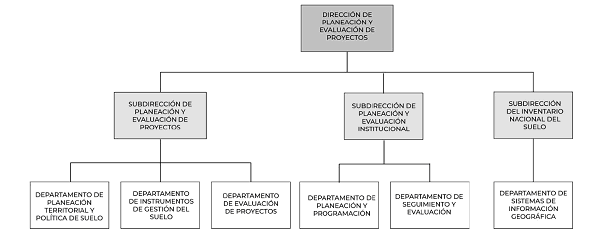 DIRECCIÓN DE
PLANEACIÓN Y
EVALUACIÓN DE
PROYECTOS
SUBDIRECCIÓN DE
PLANEACIÓN Y
EVALUACIÓN DE
PROYECTOS
SUBDIRECCIÓN DE
PLANEACIÓN Y
EVALUACIÓN
INSTITUCIONAL
SUBDIRECCIÓN
DEL INVENTARIO
NACIONAL DEL
SUELO
DEPARTAMENTO DE
PLANEACIÓN
TERRITORIAL Y
POLÍTICA DE SUELO
DEPARTAMENTO
DE INSTRUMENTOS
DE GESTIÓN DEL
SUELO
DEPARTAMENTO
DE EVALUACIÓN
DE PROYECTOS
DEPARTAMENTO DE
PLANEACIÓN Y
PROGRAMACIÓN
DEPARTAMENTO DE
SEGUIMIENTO Y
EVALUACIÓN
DEPARTAMENTO DE
SISTEMAS DE
INFORMACIÓN
GEOGRÁFICA